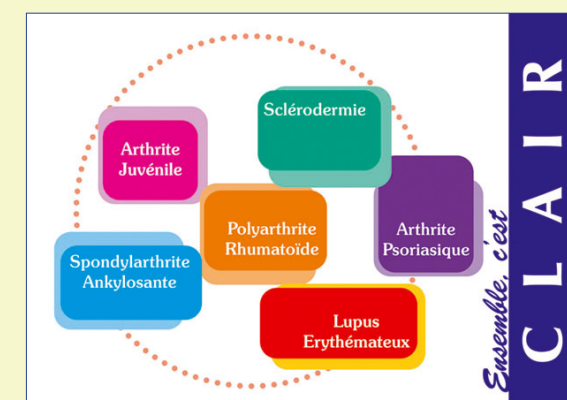 Sclérodermie
Arthrite
Juvénile
Polyarthrite
Rhumatoïde
Arthrite
Psoriasique
Spondylarthrite
Ankylosante
Lupus
Erythémateux
Ensemble, c'est
CLAIR